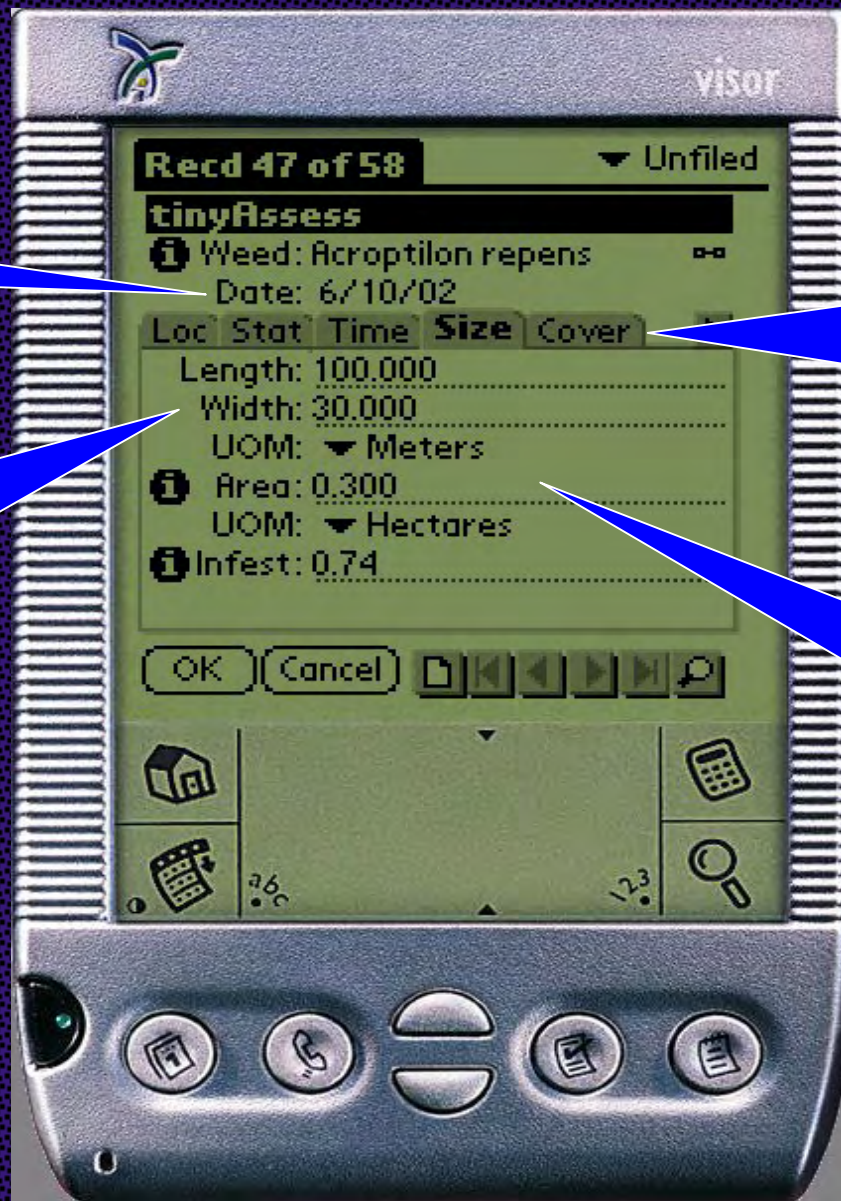 visor
Recd 47 of 58 Unfiled
tinyAssess
i Weed: Acroptilon repens
Date: 6/10/02
Loc Stat Time Size Cover
Length: 100.000
Width: 30.000
UOM: Meters
i Area: 0.300
UOM: Hectares
i Infest: 0.74
OK Cancel
abc 123